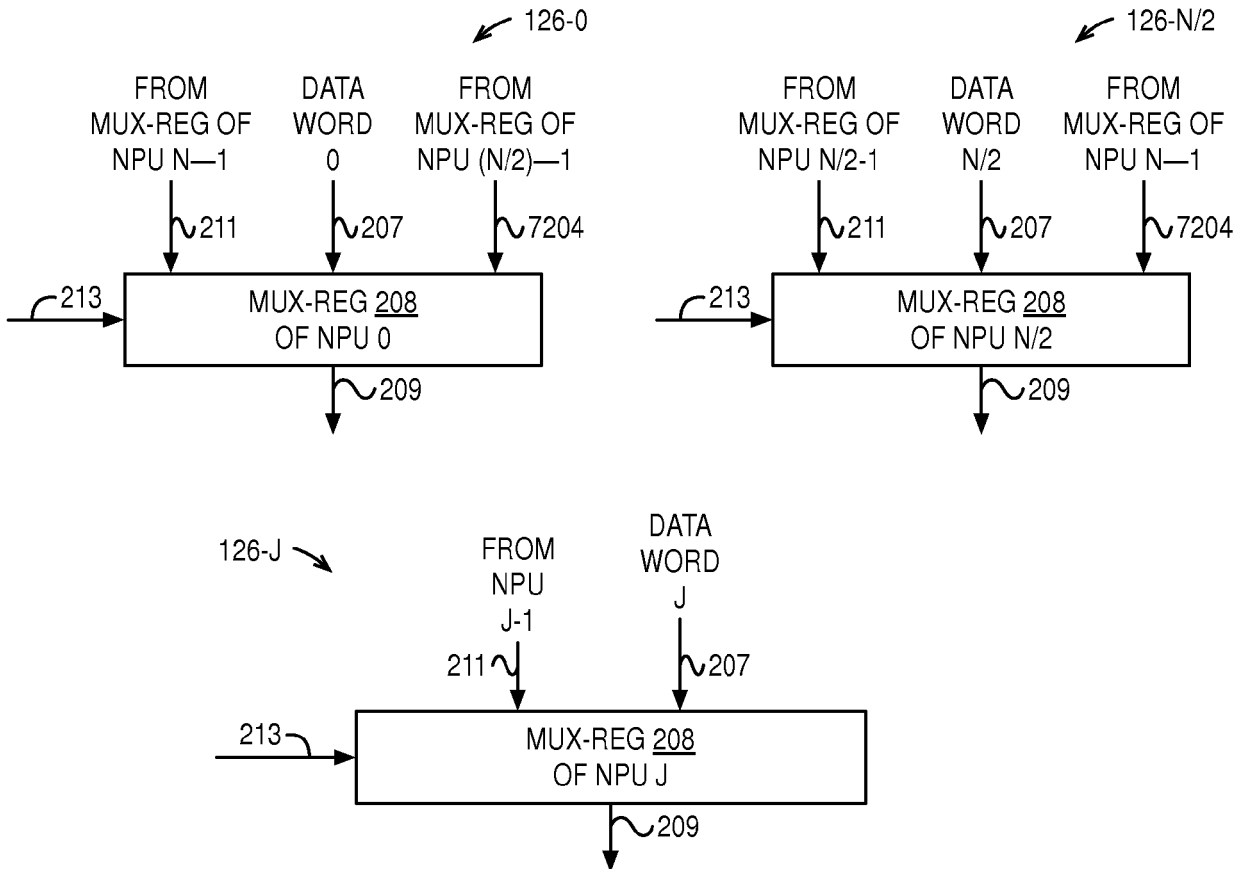 126-0
126-N/2
FROM
MUX-REG OF
NPU N—1
DATA
WORD
0
FROM
MUX-REG OF
NPU (N/2)—1
FROM
MUX-REG OF
NPU N/2-1
DATA
WORD
N/2
FROM
MUX-REG OF
NPU N—1
211
207
7204
211
207
7204
213
MUX-REG 208
OF NPU 0
213
MUX-REG 208
OF NPU N/2
209
209
126-J
FROM
NPU
J-1
DATA
WORD
J
211
207
213
MUX-REG 208
OF NPU J
209